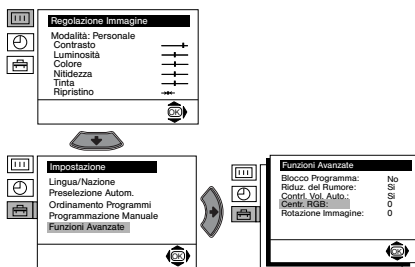 Regolazione Immagine
Modalità: Personale
Contrasto
Luminosità
Colore
Nitidezza
Tinta
Ripristino
OK
Impostazione
Lingua/Nazione
Preselezione Autom.
Ordinamento Programmi
Programmazione Manuale
Funzioni Avanzate
OK
Funzioni Avanzate
Blocco Programma: No
Riduz. del Rumore: Si
Contrl. Vol. Auto.: Si
Centr. RGB: 0
Rotazione Immagine: 0
OK